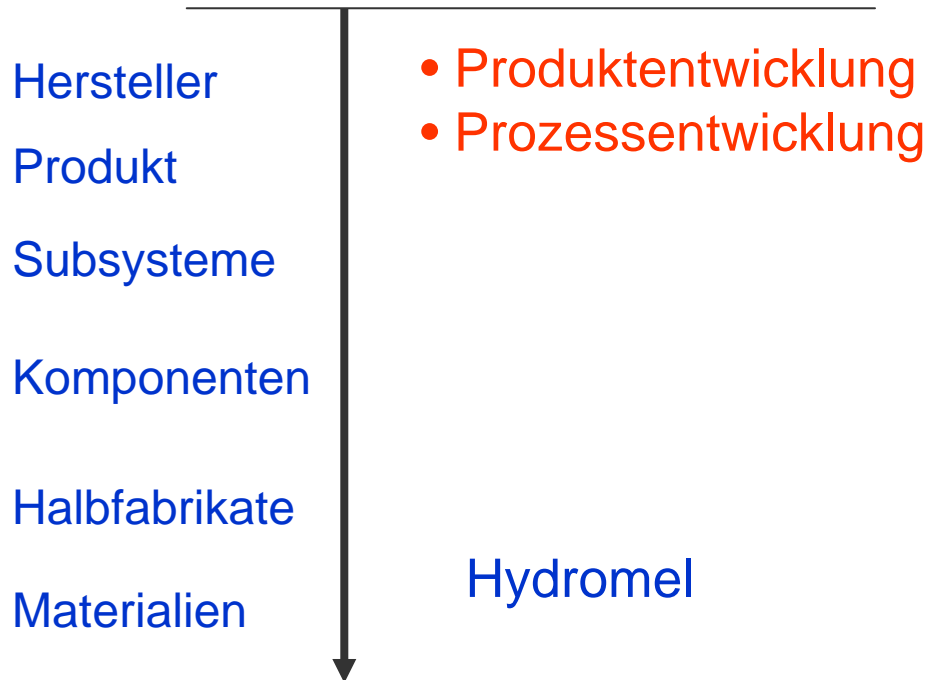 Hersteller
Produkt
Subsysteme
Komponenten
Halbfabrikate
Materialien
• Produktentwicklung
• Prozessentwicklung
Hydromel